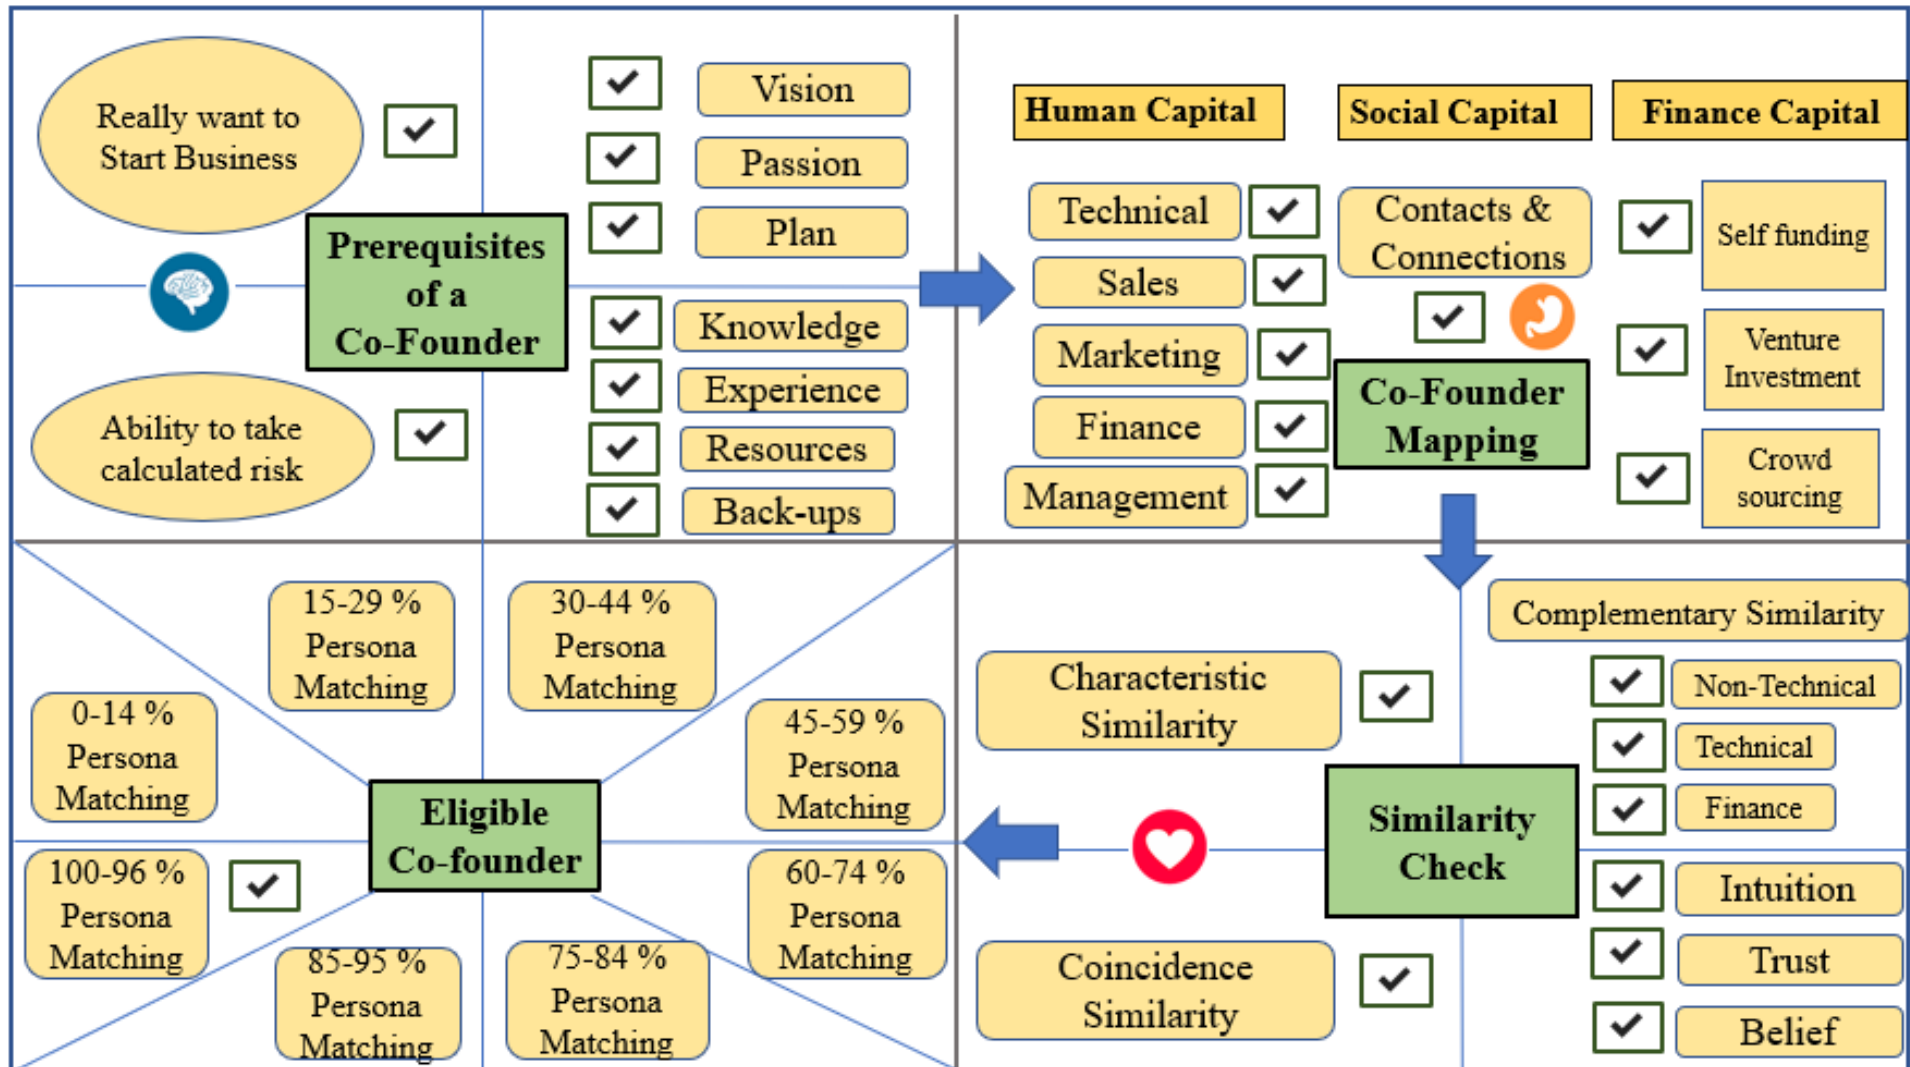 Really want to
Start Business
Prerequisites
of a
Co-Founder
Ability to take
calculated risk
Vision
Passion
Plan
Knowledge
Experience
Resources
Back-ups
Human Capital
Social Capital
Finance Capital
Technical
Sales
Marketing
Finance
Management
Contacts &
Connections
Co-Founder
Mapping
Self funding
Venture
Investment
Crowd
sourcing
Complementary Similarity
Non-Technical
Technical
Finance
Characteristic
Similarity
Similarity
Check
Coincidence
Similarity
Intuition
Trust
Belief
15-29 %
Persona
Matching
30-44 %
Persona
Matching
0-14 %
Persona
Matching
45-59 %
Persona
Matching
Eligible
Co-founder
100-96 %
Persona
Matching
60-74 %
Persona
Matching
85-95 %
Persona
Matching
75-84 %
Persona
Matching